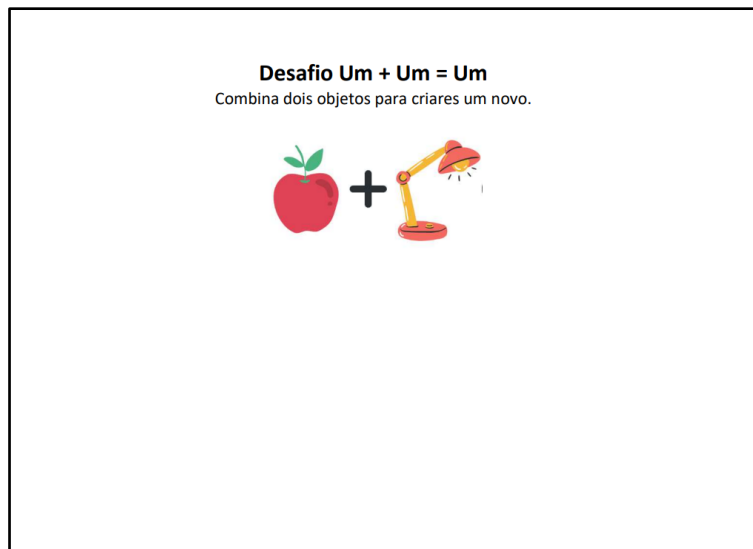 Desafio Um + Um = Um
Combina dois objetos para criares um novo.
+